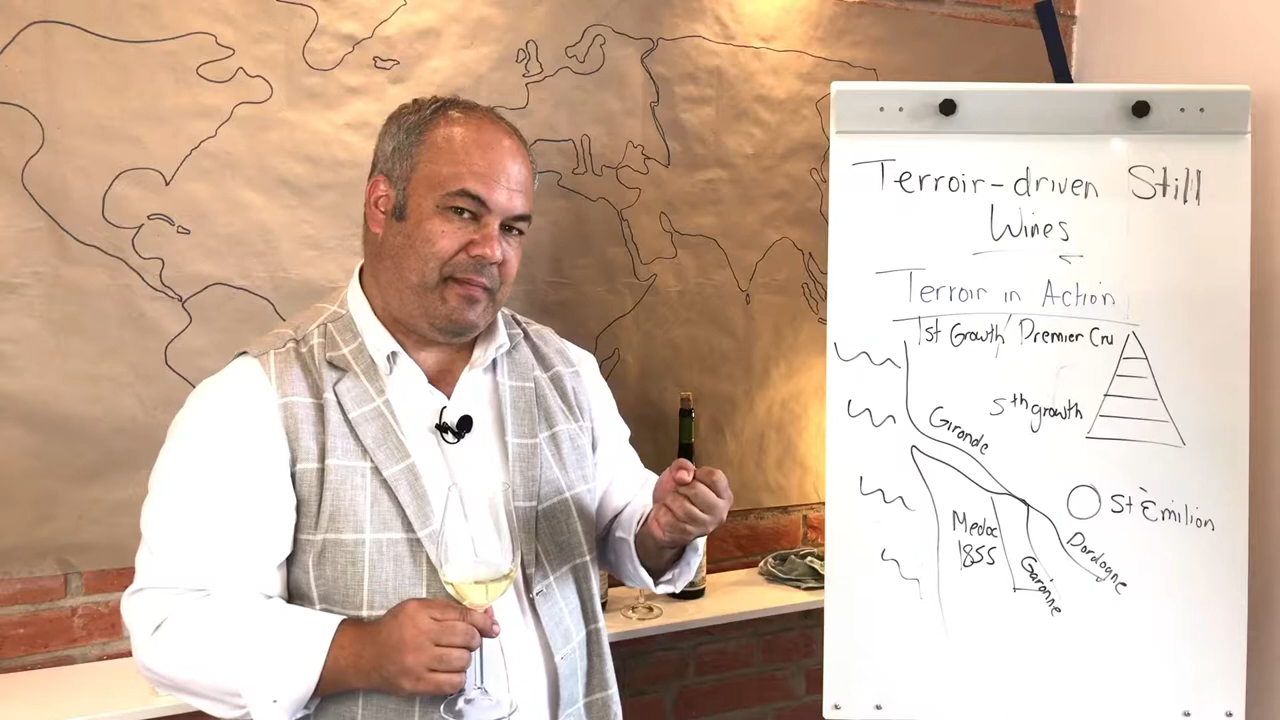 Terroir-driven Still
Wines
Terroir in Action
1st Growth/Premier Cru
5th growth
Gironde
St Èmilion
Medoc
1855
Dordogne
Garonne